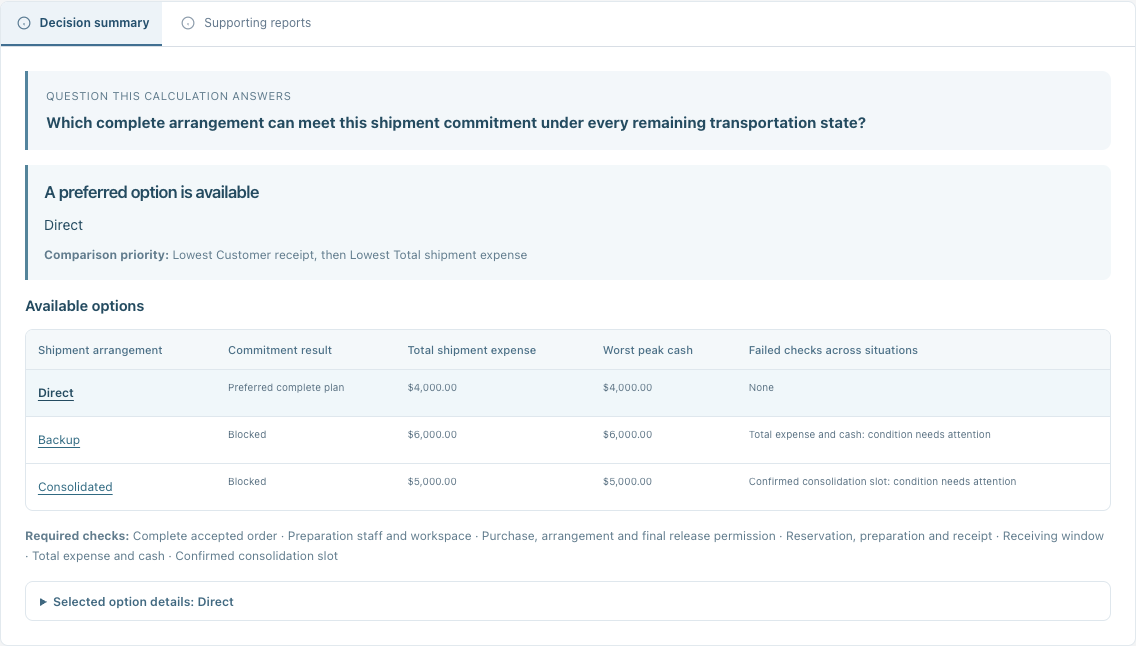 Decision summary
Supporting reports
QUESTION THIS CALCULATION ANSWERS
Which complete arrangement can meet this shipment commitment under every remaining transportation state?
A preferred option is available
Direct
Comparison priority: Lowest Customer receipt, then Lowest Total shipment expense
Available options
Shipment arrangement Commitment result Total shipment expense Worst peak cash Failed checks across situations
Direct Preferred complete plan $4,000.00 $4,000.00 None
Backup Blocked $6,000.00 $6,000.00 Total expense and cash: condition needs attention
Consolidated Blocked $5,000.00 $5,000.00 Confirmed consolidation slot: condition needs attention
Required checks: Complete accepted order · Preparation staff and workspace · Purchase, arrangement and final release permission · Reservation, preparation and receipt · Receiving window
· Total expense and cash · Confirmed consolidation slot
Selected option details: Direct